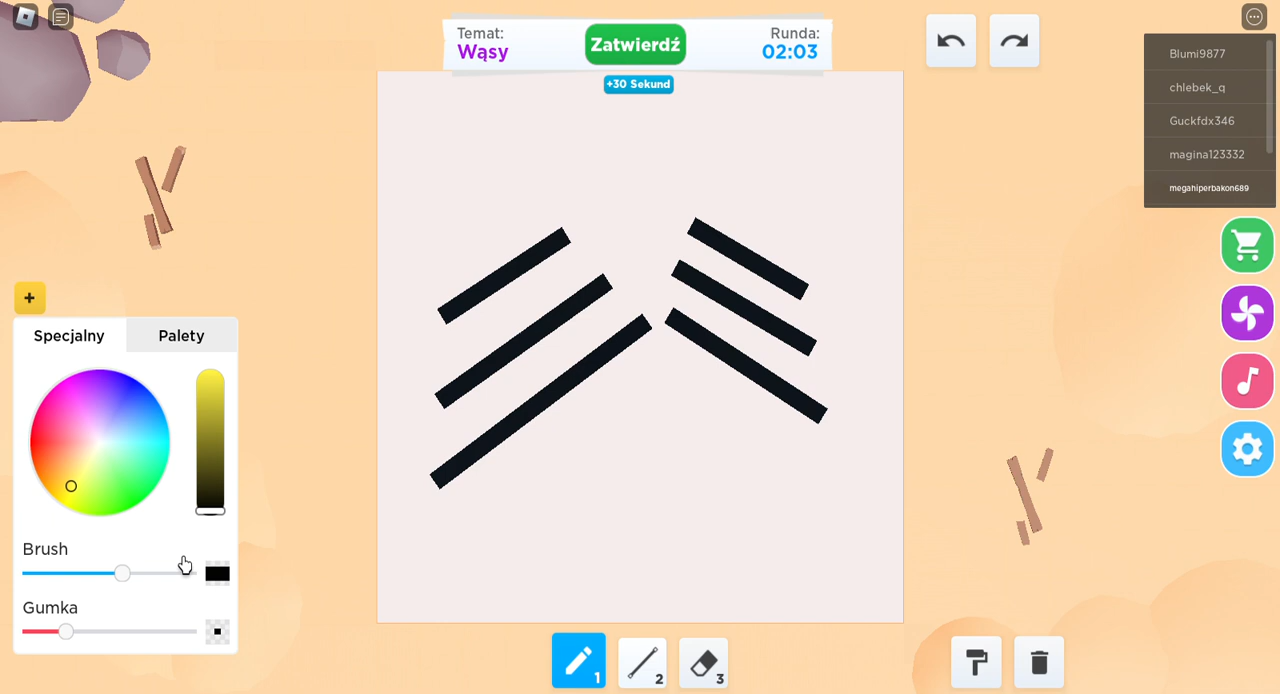 Temat:
Wąsy
Zatwierdź
Runda:
02:03
+30 Sekund
Blumi9877
chlebek_q
Guckfdx346
magina123332
megahiperbakon689
+
Specjalny
Palety
Brush
Gumka
1
2
3